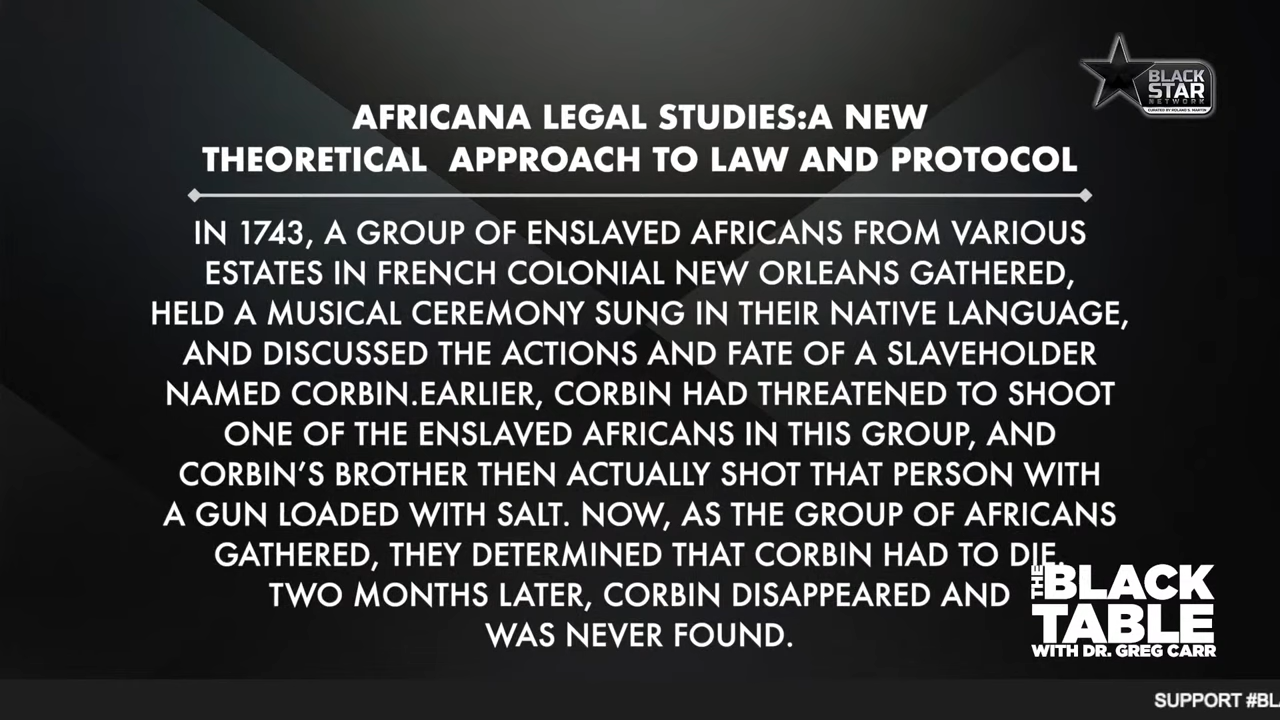 BLACK
STAR
NETWORK
CURATED BY ROLAND S. MARTIN
AFRICANA LEGAL STUDIES:A NEW
THEORETICAL APPROACH TO LAW AND PROTOCOL
IN 1743, A GROUP OF ENSLAVED AFRICANS FROM VARIOUS
ESTATES IN FRENCH COLONIAL NEW ORLEANS GATHERED,
HELD A MUSICAL CEREMONY SUNG IN THEIR NATIVE LANGUAGE,
AND DISCUSSED THE ACTIONS AND FATE OF A SLAVEHOLDER
NAMED CORBIN.EARLIER, CORBIN HAD THREATENED TO SHOOT
ONE OF THE ENSLAVED AFRICANS IN THIS GROUP, AND
CORBIN’S BROTHER THEN ACTUALLY SHOT THAT PERSON WITH
A GUN LOADED WITH SALT. NOW, AS THE GROUP OF AFRICANS
GATHERED, THEY DETERMINED THAT CORBIN HAD TO DIE.
TWO MONTHS LATER, CORBIN DISAPPEARED AND
WAS NEVER FOUND.
THE BLACK
TABLE
WITH DR. GREG CARR
SUPPORT #BL